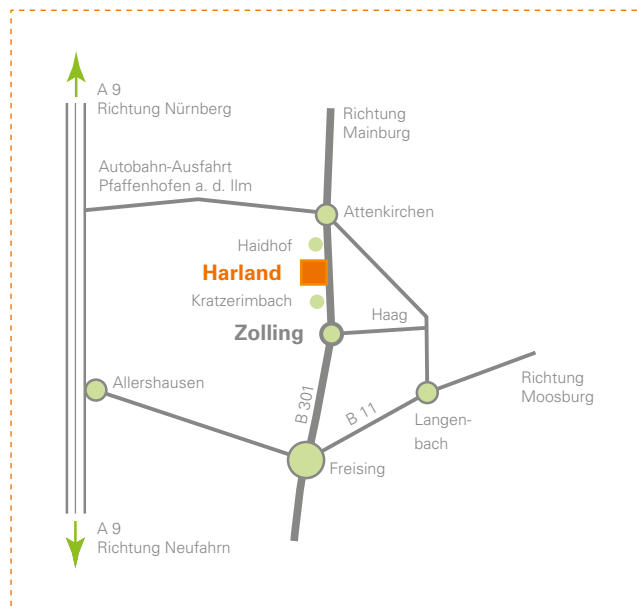 A 9
Richtung Nürnberg
Richtung
Mainburg
Autobahn-Ausfahrt
Pfaffenhofen a. d. Ilm
Attenkirchen
Haidhof
Harland
Kratzerimbach
Haag
Zolling
Allershausen
B 301
B 11
Richtung
Moosburg
Langen-
bach
Freising
A 9
Richtung Neufahrn